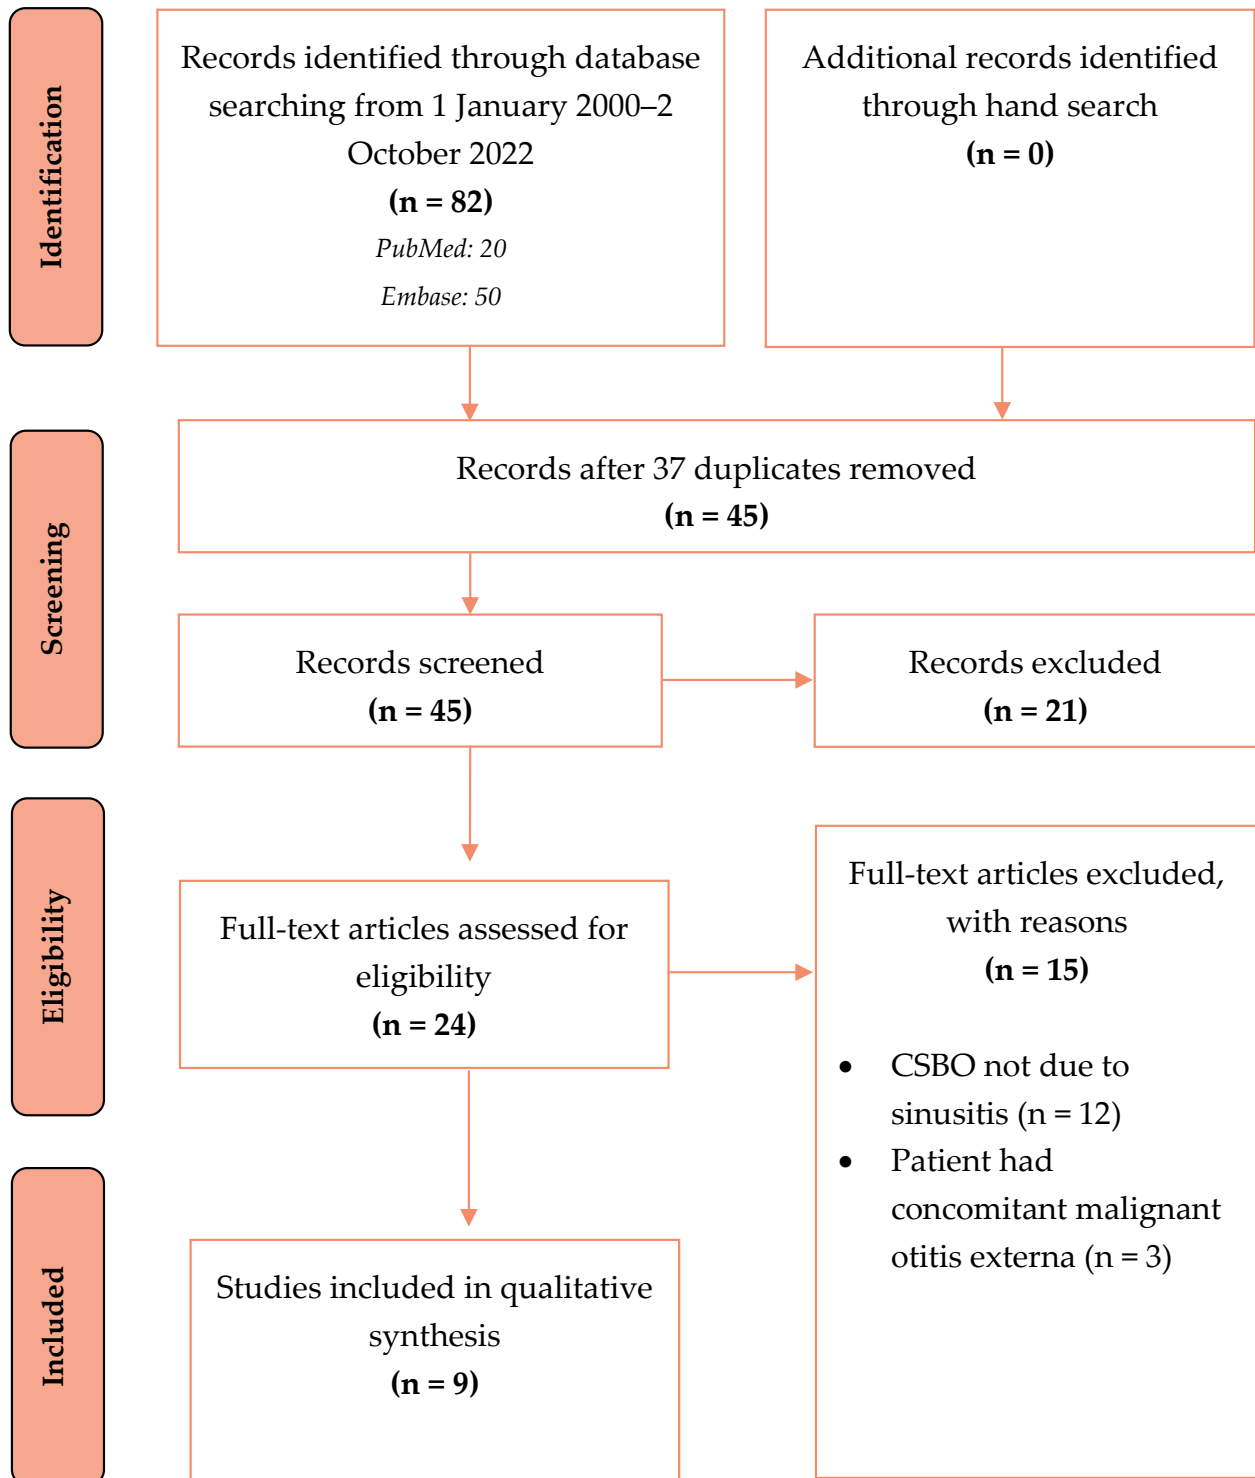 Identification
Records identified through database
searching from 1 January 2000–2
October 2022
(n = 82)
PubMed: 20
Embase: 50
Additional records identified
through hand search
(n = 0)
Screening
Records after 37 duplicates removed
(n = 45)
Records screened
(n = 45)
Records excluded
(n = 21)
Eligibility
Full-text articles assessed for
eligibility
(n = 24)
Full-text articles excluded,
with reasons
(n = 15)
• CSBO not due to
sinusitis (n = 12)
• Patient had
concomitant malignant
otitis externa (n = 3)
Included
Studies included in qualitative
synthesis
(n = 9)